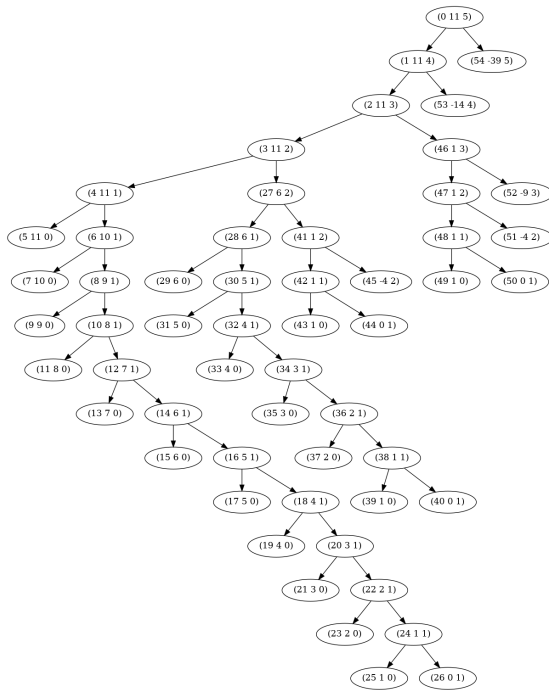 (0 11 5)
(1 11 4) (54 -39 5)
(2 11 3) (53 -14 4)
(3 11 2) (46 1 3)
(4 11 1) (27 6 2) (47 1 2) (52 -9 3)
(5 11 0) (6 10 1) (28 6 1) (41 1 2) (48 1 1) (51 -4 2)
(7 10 0) (8 9 1) (29 6 0) (30 5 1) (42 1 1) (45 -4 2) (49 1 0) (50 0 1)
(9 9 0) (10 8 1) (31 5 0) (32 4 1) (43 1 0) (44 0 1)
(11 8 0) (12 7 1) (33 4 0) (34 3 1)
(13 7 0) (14 6 1) (35 3 0) (36 2 1)
(15 6 0) (16 5 1) (37 2 0) (38 1 1)
(17 5 0) (18 4 1) (39 1 0) (40 0 1)
(19 4 0) (20 3 1)
(21 3 0) (22 2 1)
(23 2 0) (24 1 1)
(25 1 0) (26 0 1)